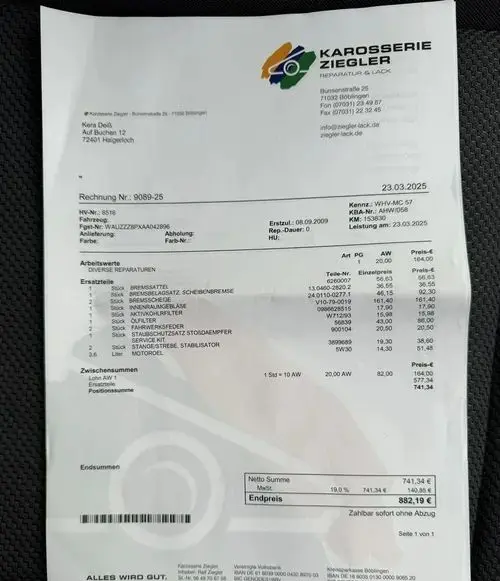 KAROSSERIE
ZIEGLER
REPARATUR & LACK
Bunsenstraße 25
71032 Böblingen
Fon (07031) 23 49 87
Fax (07031) 22 32 45
info@ziegler-lack.de
ziegler-lack.de
Karosserie Ziegler - Bunsenstraße 25 - 71032 Böblingen
Kera Deiß
Auf Buchen 12
72401 Haigerloch
23.03.2025
Rechnung Nr.: 9089-25
HV-Nr.: 8516 Kennz.: WHV-MC 57
Fahrzeug: Erstzul.: 08.09.2009 KBA-Nr.: AHW|058
Fgst-Nr.: WAUZZZ8PXAA042896 Rep.-Dauer: 0 KM: 153830
Anlieferung: Abholung: HU: Leistung am: 23.03.2025
Farbe: Farb-Nr.:
Art PG AW Preis-€
Arbeitswerte 1 20,00 164,00
DIVERSE REPARATUREN
Ersatzteile Teile-Nr. Einzelpreis Preis-€
1 Stück BREMSSATTEL 6260007 56,63 56,63
1 Stück BREMSBELAGSATZ, SCHEIBENBREMSE 13.0460-2820.2 36,55 36,55
2 Stück BREMSSCHEIBE 24.0110-0277.1 46,15 92,30
1 Stück INNENRAUMGEBLÄSE V10-79-0019 161,40 161,40
1 Stück AKTIVKOHLFILTER 0986628515 17,90 17,90
1 Stück ÖLFILTER W712/93 15,98 15,98
2 Stück FAHRWERKSFEDER 56839 43,00 86,00
1 Stück STAUBSCHUTZSATZ STOSDAEMPFER 900104 20,50 20,50
SERVICE KIT
2 Stück STANGE/STREBE, STABILISATOR 3899689 19,30 38,60
3,6 Liter MOTOROEL 5W30 14,30 51,48
Zwischensummen Preis-€
Lohn AW 1 1 Std = 10 AW 20,00 AW 82,00 164,00
Ersatzteile 577,34
Positionssumme 741,34
Endsummen
Netto Summe 741,34 €
MwSt. 19,0 % 741,34 € 140,85 €
Endpreis 882,19 €
Zahlbar sofort ohne Abzug
Seite 1 von 1
ALLES WIRD GUT.
Karosserie Ziegler
Inhaber: Ralf Ziegler
Vereinigte Volksbank
Kreissparkasse Böblingen